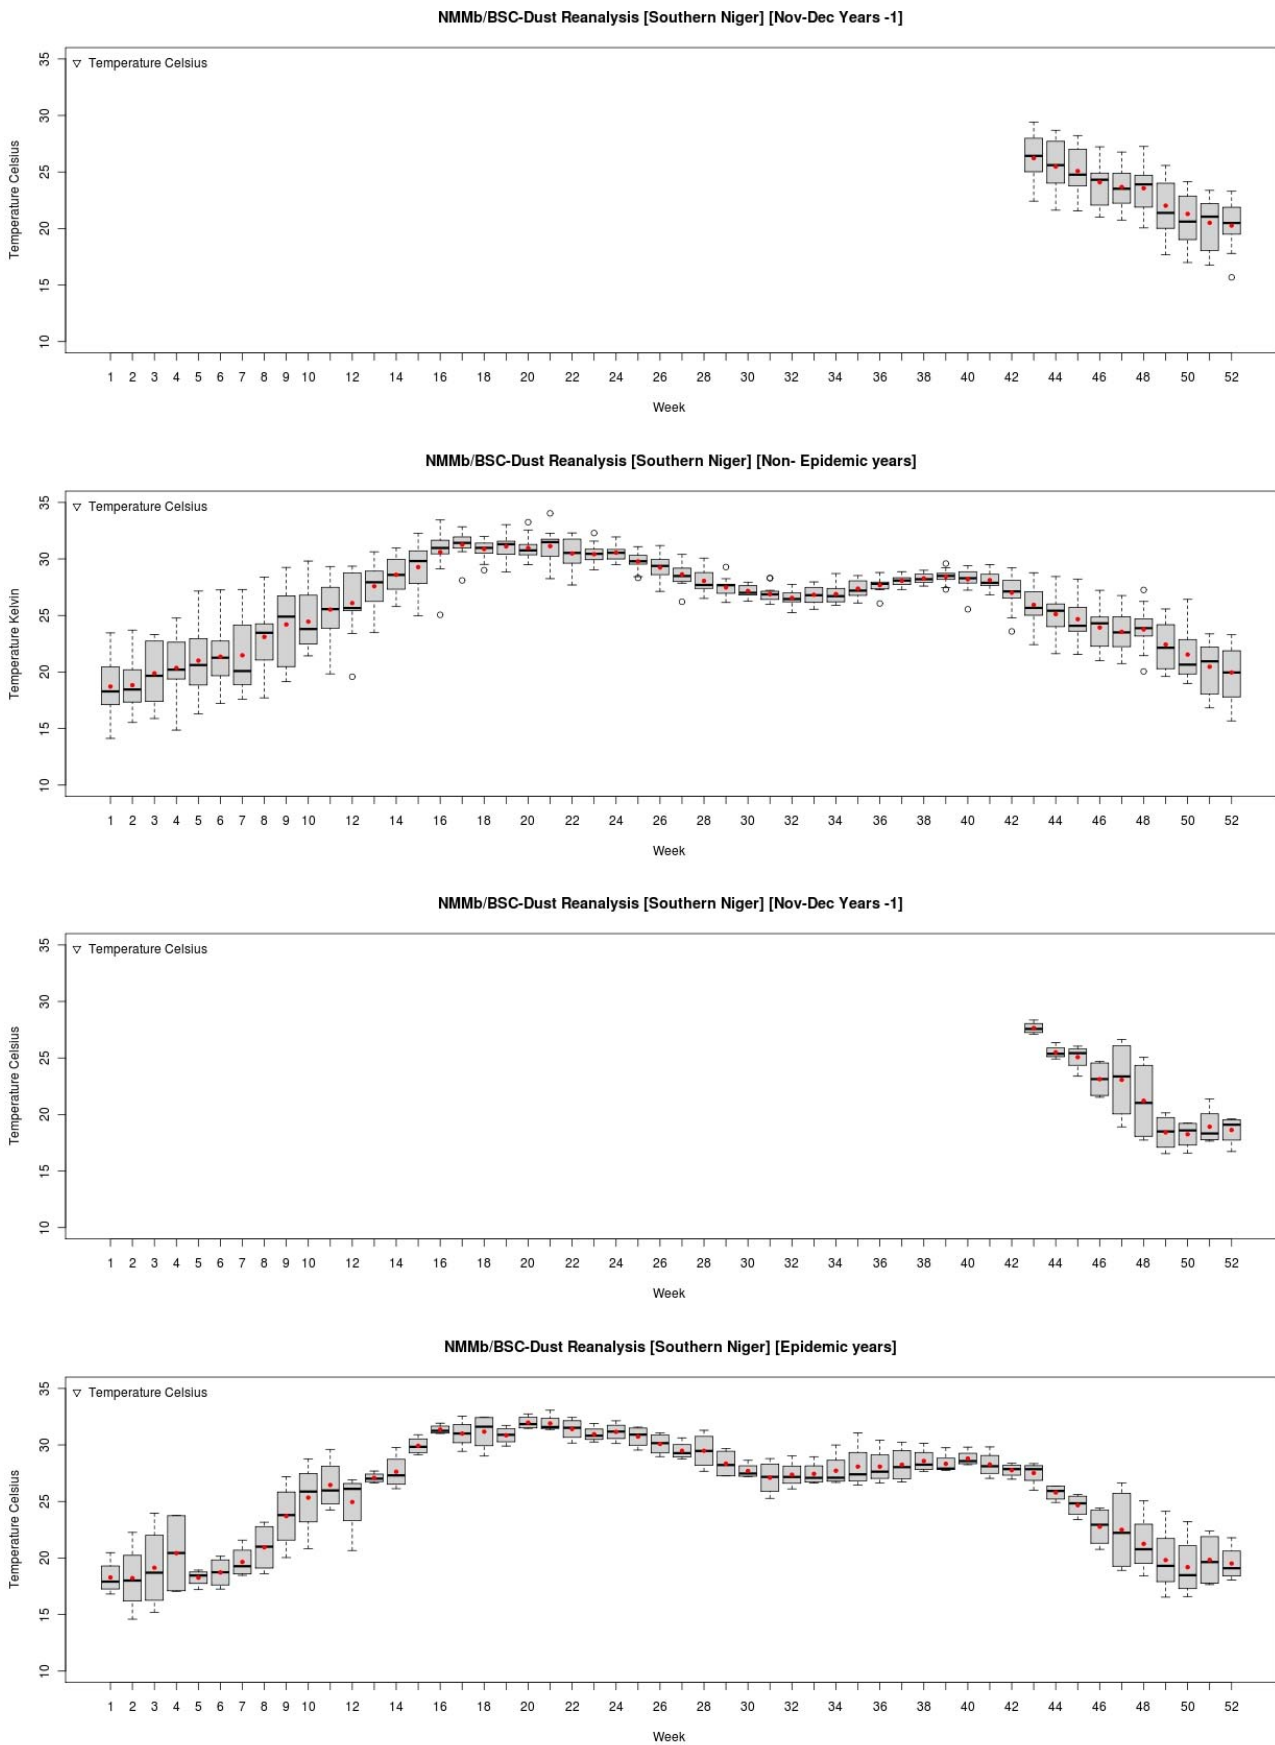 NMMb/BSC-Dust Reanalysis [Southern Niger] [Nov-Dec Years -1]
▽ Temperature Celsius
Temperature Celsius
35
30
25
20
15
10
1 2 3 4 5 6 7 8 9 10 12 14 16 18 20 22 24 26 28 30 32 34 36 38 40 42 44 46 48 50 52
Week
NMMb/BSC-Dust Reanalysis [Southern Niger] [Non- Epidemic years]
▽ Temperature Celsius
Temperature Kelvin
35
30
25
20
15
10
1 2 3 4 5 6 7 8 9 10 12 14 16 18 20 22 24 26 28 30 32 34 36 38 40 42 44 46 48 50 52
Week
NMMb/BSC-Dust Reanalysis [Southern Niger] [Nov-Dec Years -1]
▽ Temperature Celsius
Temperature Celsius
35
30
25
20
15
10
1 2 3 4 5 6 7 8 9 10 12 14 16 18 20 22 24 26 28 30 32 34 36 38 40 42 44 46 48 50 52
Week
NMMb/BSC-Dust Reanalysis [Southern Niger] [Epidemic years]
▽ Temperature Celsius
Temperature Celsius
35
30
25
20
15
10
1 2 3 4 5 6 7 8 9 10 12 14 16 18 20 22 24 26 28 30 32 34 36 38 40 42 44 46 48 50 52
Week